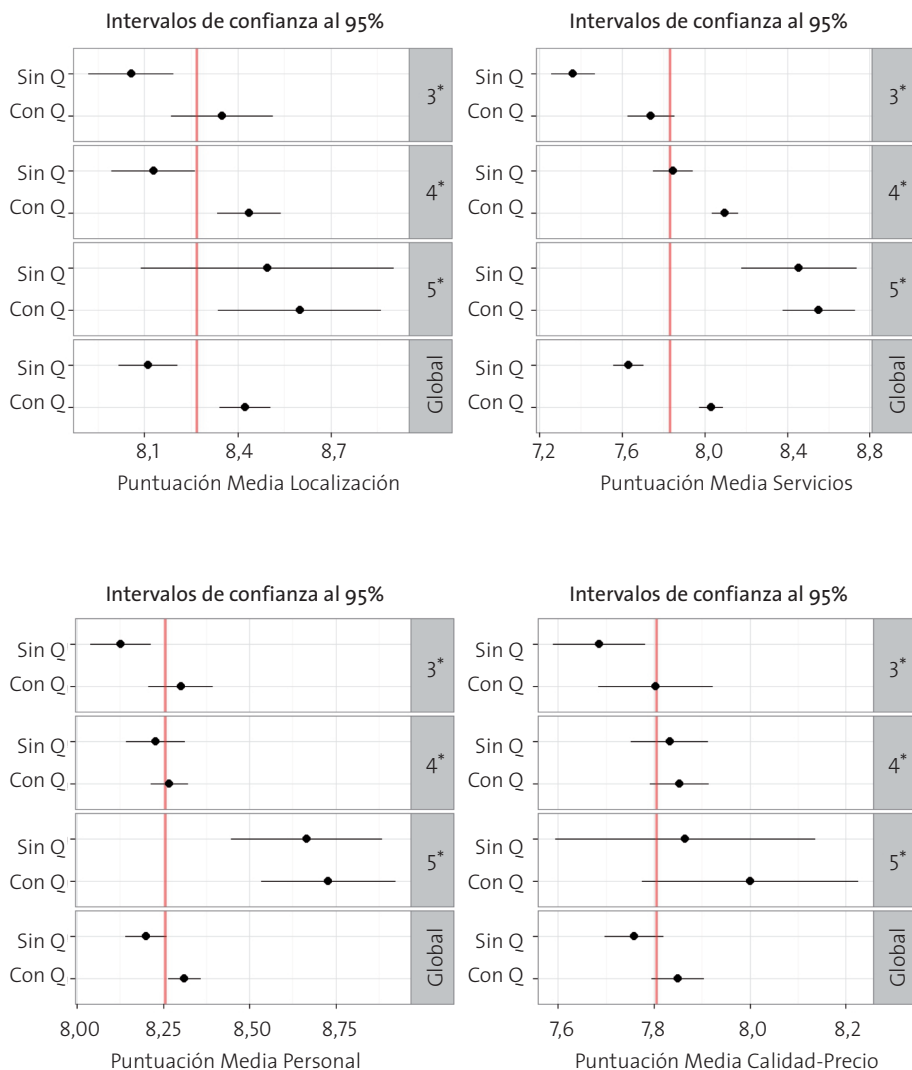 Intervalos de confianza al 95%
Sin Q
Con Q
3*
Sin Q
Con Q
4*
Sin Q
Con Q
5*
Sin Q
Con Q
Global
8,1 8,4 8,7
Puntuación Media Localización
Intervalos de confianza al 95%
Sin Q
Con Q
3*
Sin Q
Con Q
4*
Sin Q
Con Q
5*
Sin Q
Con Q
Global
7,2 7,6 8,0 8,4 8,8
Puntuación Media Servicios
Intervalos de confianza al 95%
Sin Q
Con Q
3*
Sin Q
Con Q
4*
Sin Q
Con Q
5*
Sin Q
Con Q
Global
8,00 8,25 8,50 8,75
Puntuación Media Personal
Intervalos de confianza al 95%
Sin Q
Con Q
3*
Sin Q
Con Q
4*
Sin Q
Con Q
5*
Sin Q
Con Q
Global
7,6 7,8 8,0 8,2
Puntuación Media Calidad-Precio